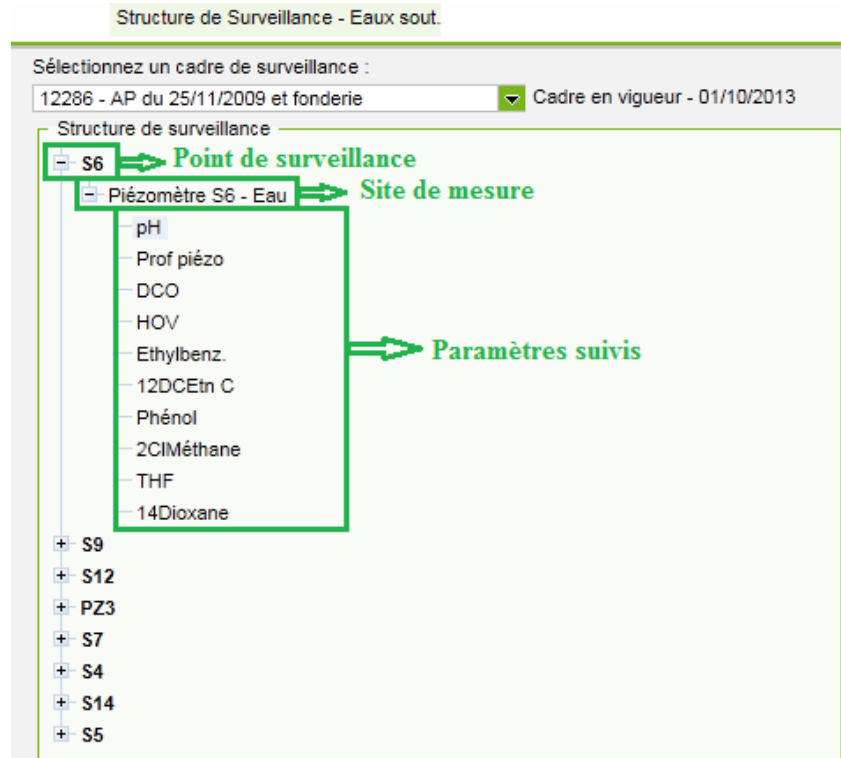 Structure de Surveillance - Eaux sout.
Sélectionnez un cadre de surveillance :
12286 - AP du 25/11/2009 et fonderie Cadre en vigueur - 01/10/2013
Structure de surveillance
S6 Point de surveillance
Piézomètre S6 - Eau Site de mesure
pH
Prof piézo
DCO
HOV
Ethylbenz. Paramètres suivis
12DCEtn C
Phénol
2ClMéthane
THF
14Dioxane
S9
S12
PZ3
S7
S4
S14
S5